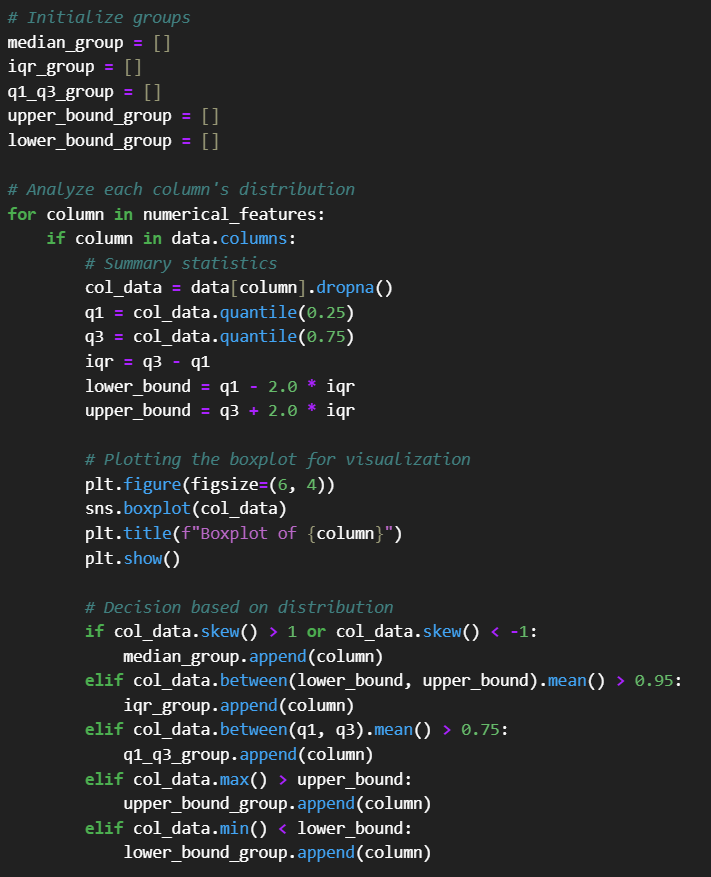 # Initialize groups
median_group = []
iqr_group = []
q1_q3_group = []
upper_bound_group = []
lower_bound_group = []

# Analyze each column's distribution
for column in numerical_features:
    if column in data.columns:
        # Summary statistics
        col_data = data[column].dropna()
        q1 = col_data.quantile(0.25)
        q3 = col_data.quantile(0.75)
        iqr = q3 - q1
        lower_bound = q1 - 2.0 * iqr
        upper_bound = q3 + 2.0 * iqr

        # Plotting the boxplot for visualization
        plt.figure(figsize=(6, 4))
        sns.boxplot(col_data)
        plt.title(f"Boxplot of {column}")
        plt.show()

        # Decision based on distribution
        if col_data.skew() > 1 or col_data.skew() < -1:
            median_group.append(column)
        elif col_data.between(lower_bound, upper_bound).mean() > 0.95:
            iqr_group.append(column)
        elif col_data.between(q1, q3).mean() > 0.75:
            q1_q3_group.append(column)
        elif col_data.max() > upper_bound:
            upper_bound_group.append(column)
        elif col_data.min() < lower_bound:
            lower_bound_group.append(column)